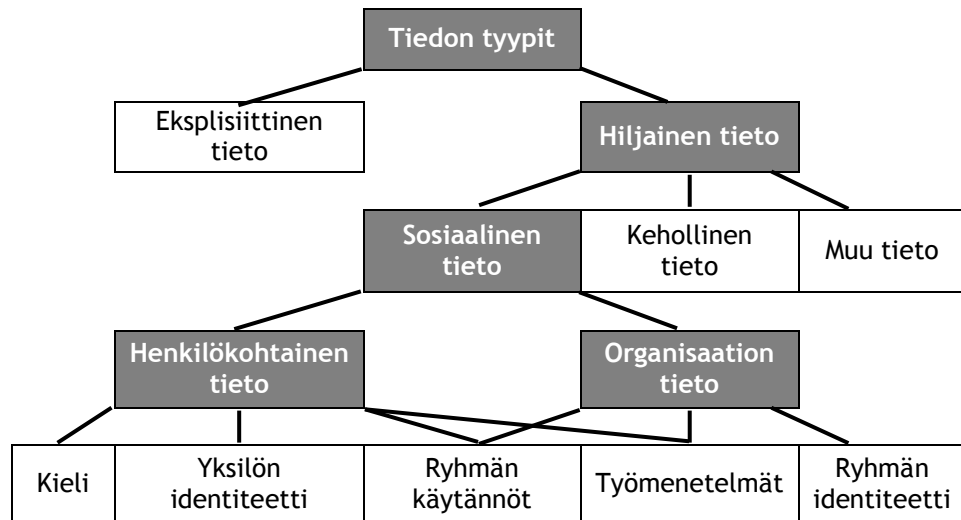 Tiedon tyypit
Eksplisiittinen
tieto
Hiljainen tieto
Sosiaalinen
tieto
Kehollinen
tieto
Muu tieto
Henkilökohtainen
tieto
Organisaation
tieto
Kieli
Yksilön
identiteetti
Ryhmän
käytännöt
Työmenetelmät
Ryhmän
identiteetti